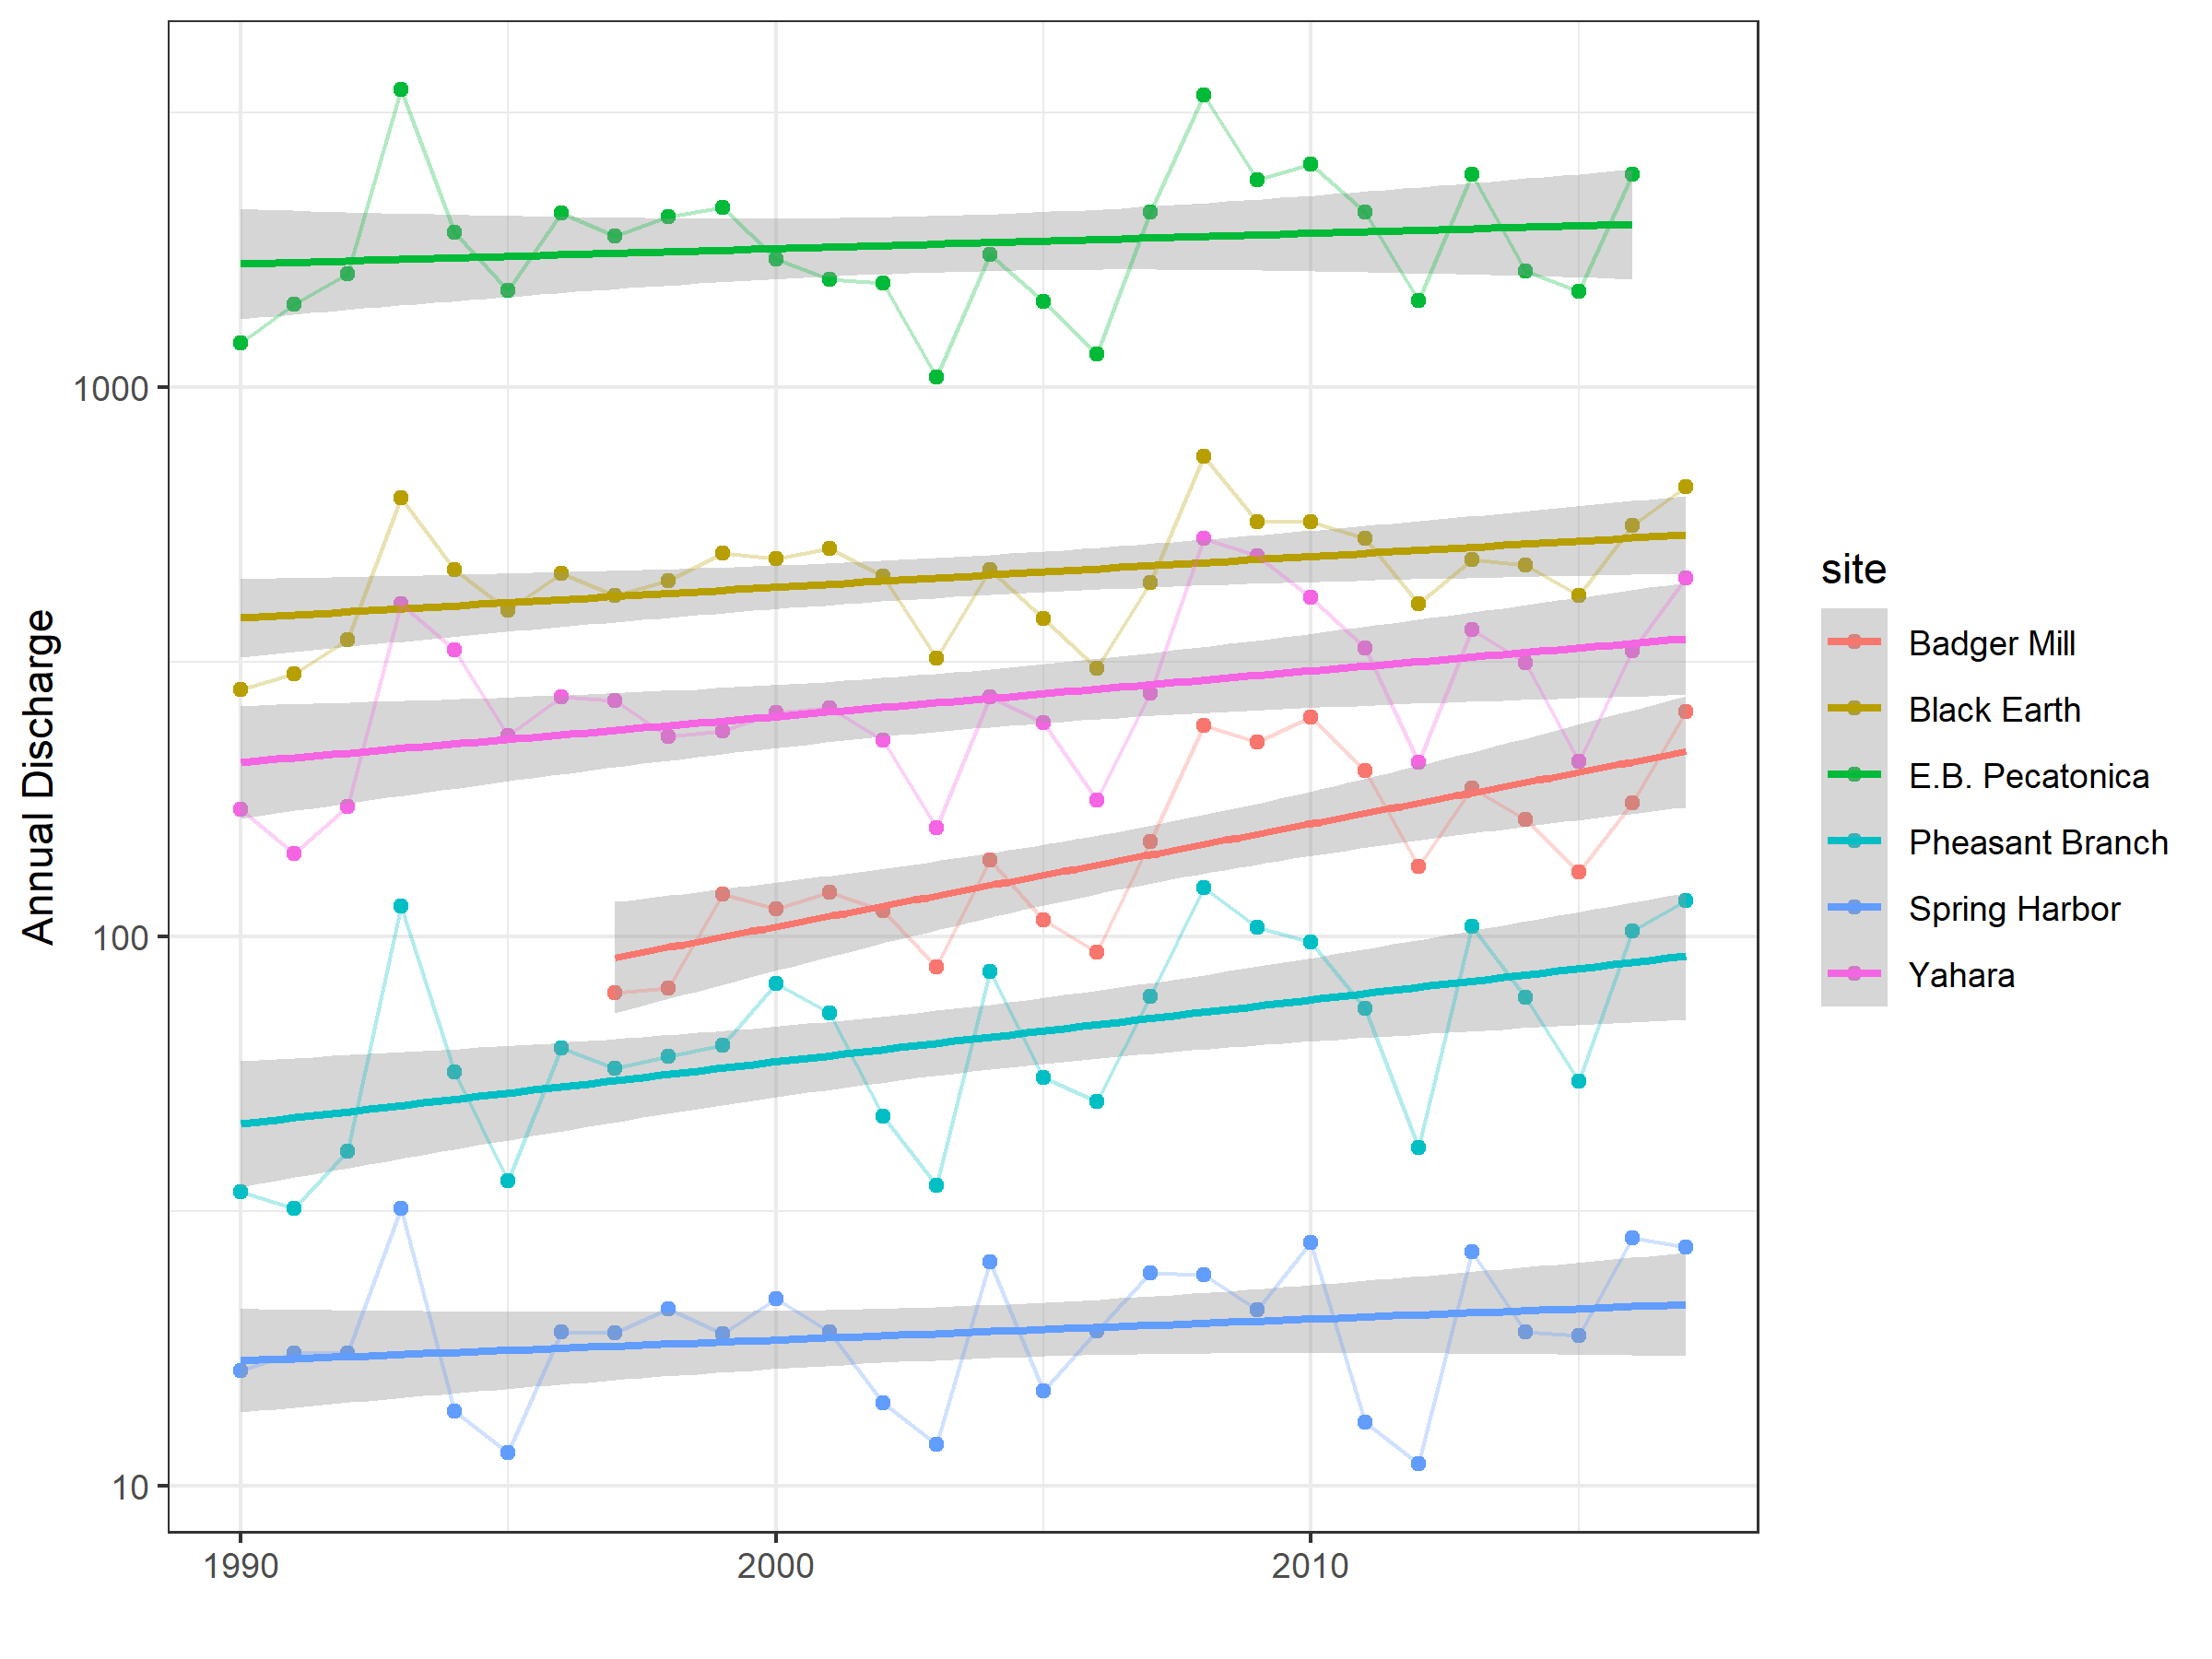 Annual Discharge
1000
100
10
1990
2000
2010
site
Badger Mill
Black Earth
E.B. Pecatonica
Pheasant Branch
Spring Harbor
Yahara